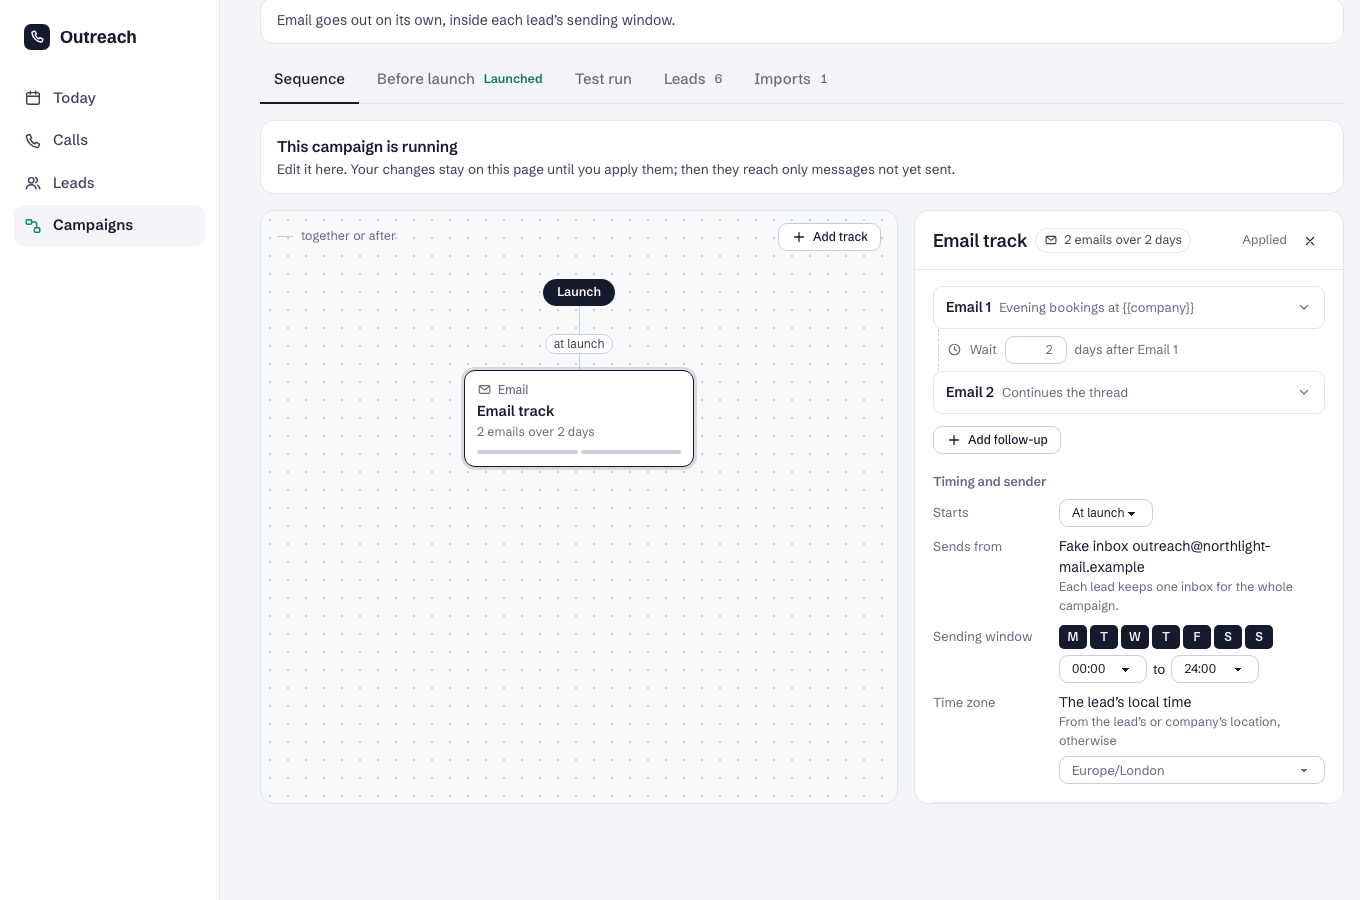 Outreach
Today
Calls
Leads
Campaigns
Email goes out on its own, inside each lead’s sending window.
Sequence
Before launch Launched
Test run
Leads 6
Imports 1
This campaign is running
Edit it here. Your changes stay on this page until you apply them; then they reach only messages not yet sent.
together or after
Add track
Launch
at launch
Email
Email track
2 emails over 2 days
Email track
2 emails over 2 days
Applied
Email 1 Evening bookings at {{company}}
Wait 2 days after Email 1
Email 2 Continues the thread
Add follow-up
Timing and sender
Starts
At launch
Sends from
Fake inbox outreach@northlight-
mail.example
Each lead keeps one inbox for the whole
campaign.
Sending window
M T W T F S S
00:00 to 24:00
Time zone
The lead’s local time
From the lead’s or company’s location,
otherwise
Europe/London